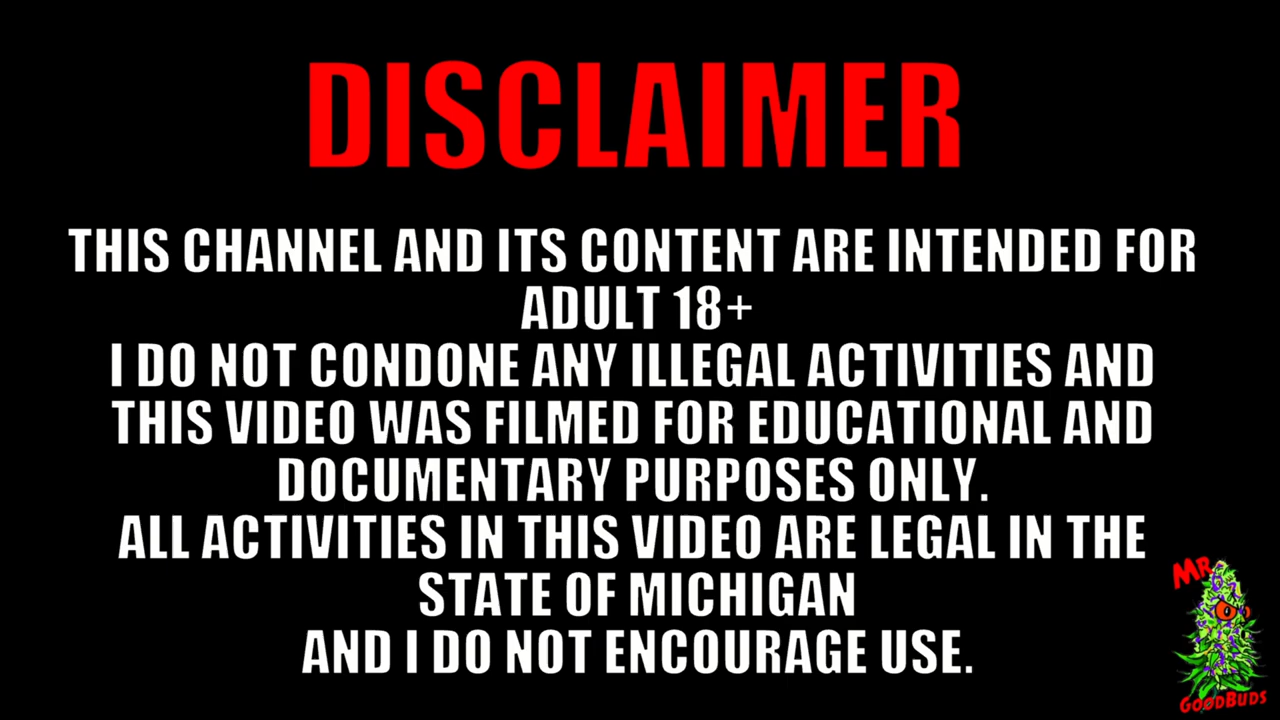 DISCLAIMER
THIS CHANNEL AND ITS CONTENT ARE INTENDED FOR
ADULT 18+
I DO NOT CONDONE ANY ILLEGAL ACTIVITIES AND
THIS VIDEO WAS FILMED FOR EDUCATIONAL AND
DOCUMENTARY PURPOSES ONLY.
ALL ACTIVITIES IN THIS VIDEO ARE LEGAL IN THE
STATE OF MICHIGAN
AND I DO NOT ENCOURAGE USE.
MR
GOODBUDS